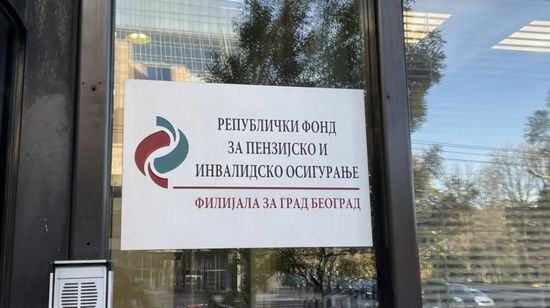 РЕПУБЛИЧКИ ФОНД
ЗА ПЕНЗИЈСКО И
ИНВАЛИДСКО ОСИГУРАЊЕ
ФИЛИЈАЛА ЗА ГРАД БЕОГРАД